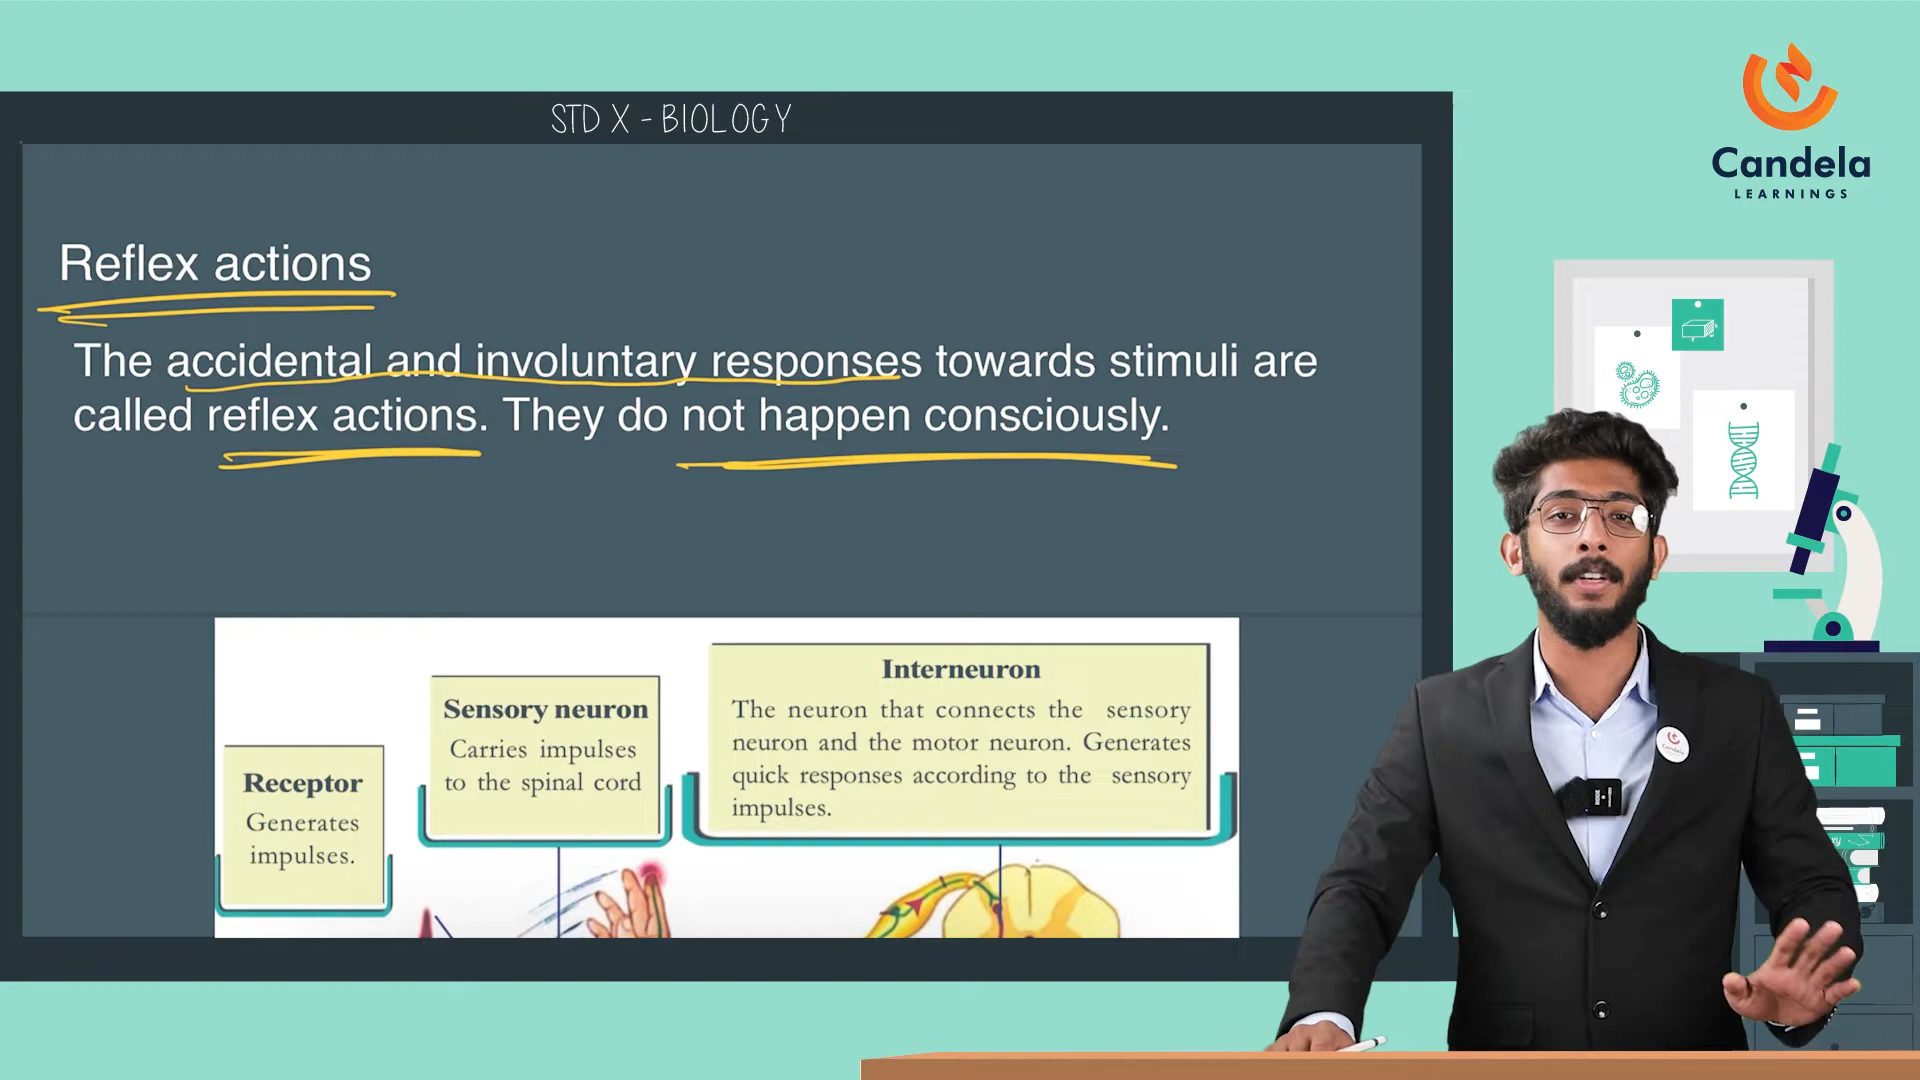 STD X - BIOLOGY
Candela
LEARNINGS
Reflex actions
The accidental and involuntary responses towards stimuli are
called reflex actions. They do not happen consciously.
Interneuron
The neuron that connects the sensory
neuron and the motor neuron. Generates
quick responses according to the sensory
impulses.
Sensory neuron
Carries impulses
to the spinal cord
Receptor
Generates
impulses.
Candela